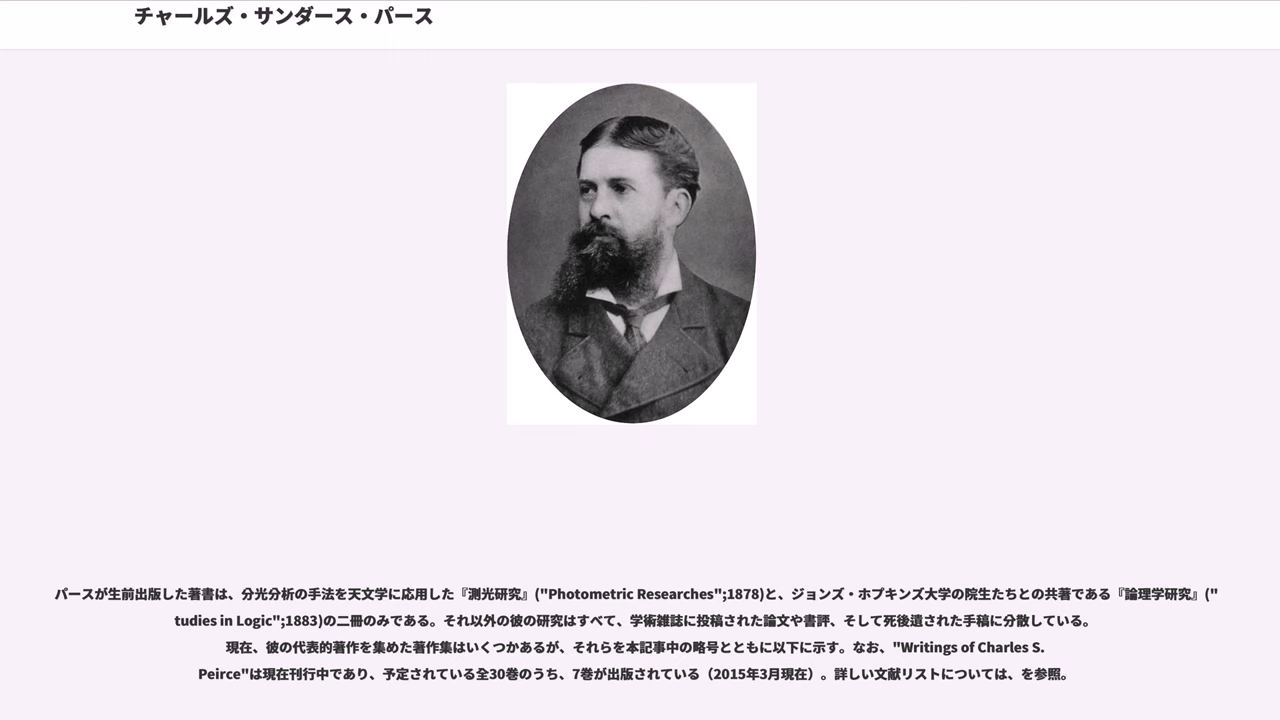 チャールズ・サンダース・パース
パースが生前出版した著書は、分光分析の手法を天文学に応用した『測光研究』("Photometric Researches";1878)と、ジョンズ・ホプキンズ大学の院生たちとの共著である『論理学研究』("
tudies in Logic";1883)の二冊のみである。それ以外の彼の研究はすべて、学術雑誌に投稿された論文や書評、そして死後遺された手稿に分散している。
現在、彼の代表的著作を集めた著作集はいくつかあるが、それらを本記事中の略号とともに以下に示す。なお、"Writings of Charles S.
Peirce"は現在刊行中であり、予定されている全30巻のうち、7巻が出版されている（2015年3月現在）。詳しい文献リストについては、を参照。